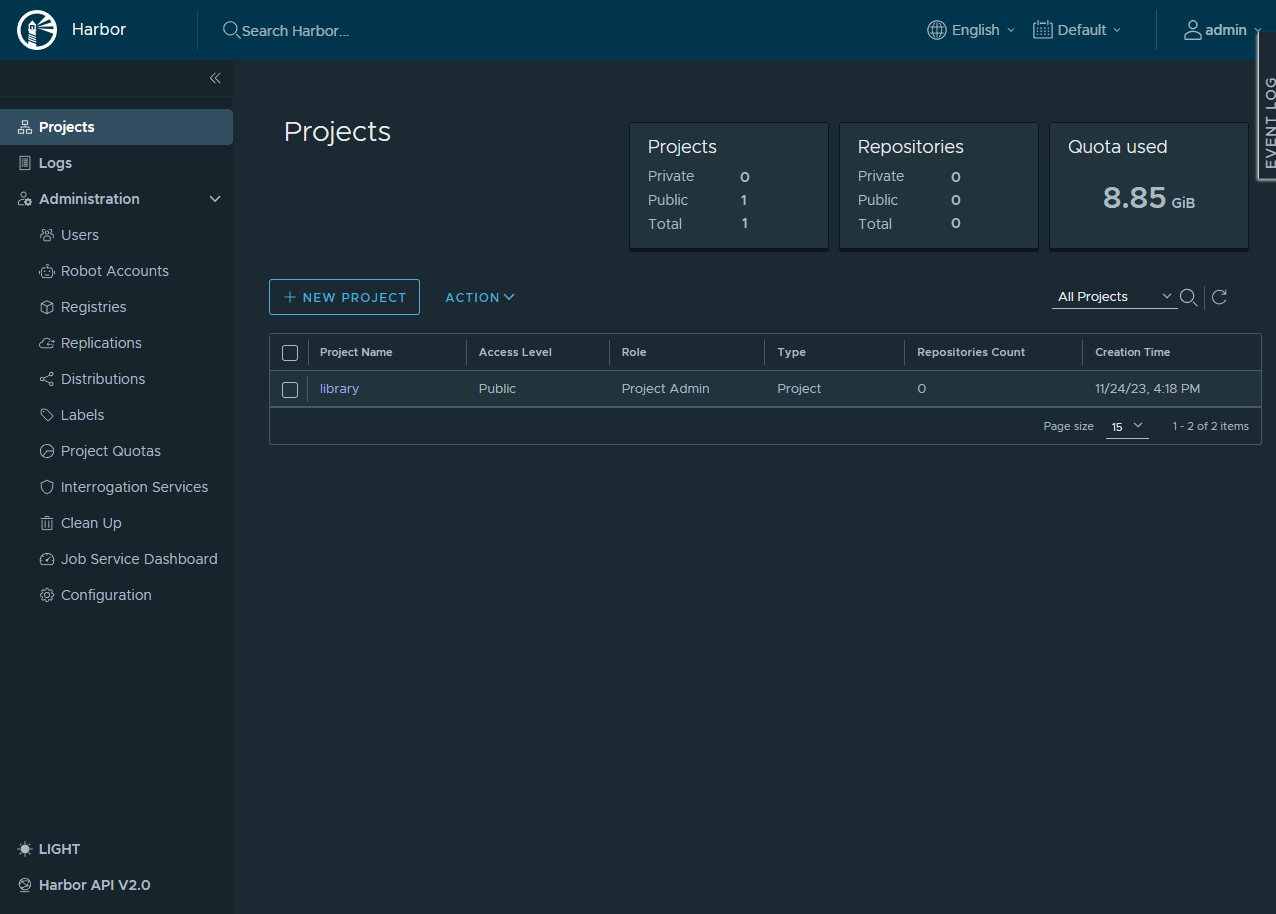 Harbor
Search Harbor...
English
Default
admin
EVENT LOG
Projects
Logs
Administration
Users
Robot Accounts
Registries
Replications
Distributions
Labels
Project Quotas
Interrogation Services
Clean Up
Job Service Dashboard
Configuration
LIGHT
Harbor API V2.0
Projects
Projects
Private 0
Public 1
Total 1
Repositories
Private 0
Public 0
Total 0
Quota used
8.85 GiB
NEW PROJECT
ACTION
All Projects
Project Name Access Level Role Type Repositories Count Creation Time
library Public Project Admin Project 0 11/24/23, 4:18 PM
Page size 15 1 - 2 of 2 items